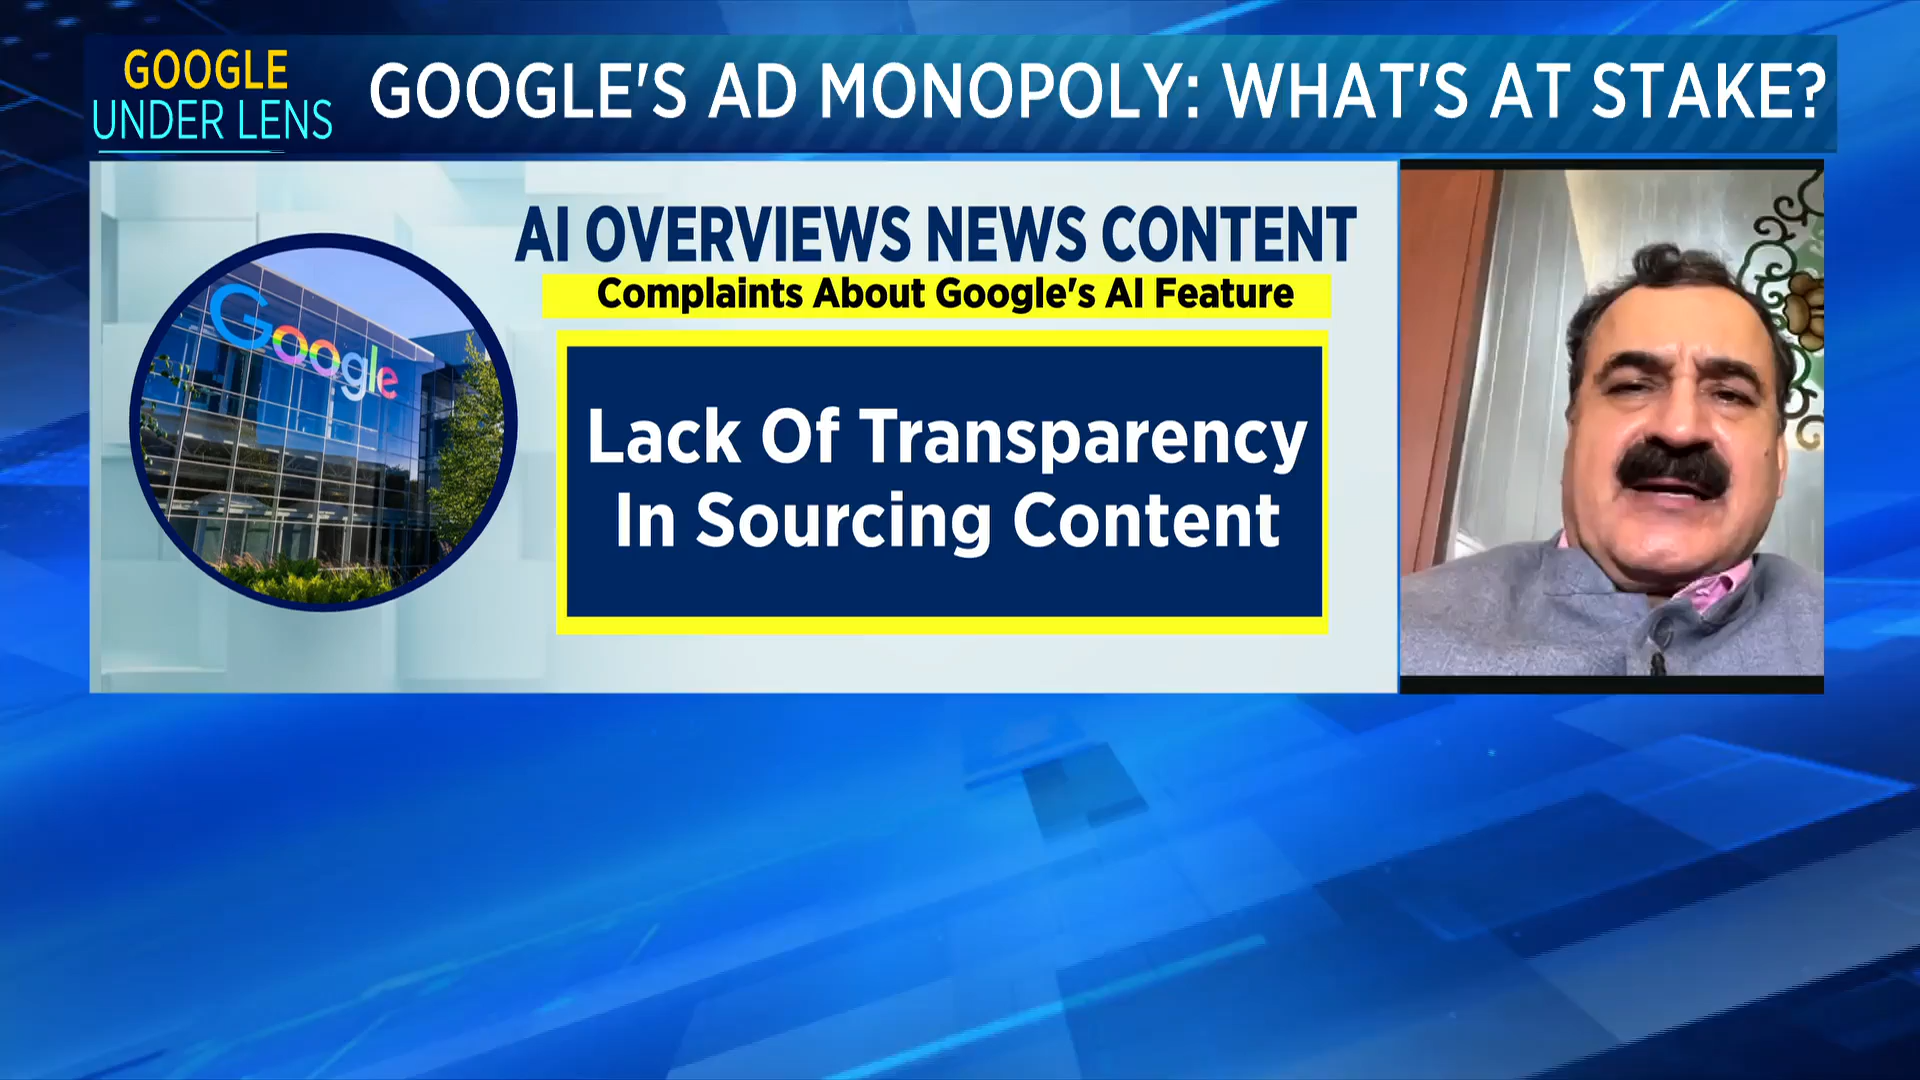 GOOGLE
UNDER LENS
GOOGLE'S AD MONOPOLY: WHAT'S AT STAKE?
AI OVERVIEWS NEWS CONTENT
Complaints About Google's AI Feature
Google
Lack Of Transparency
In Sourcing Content